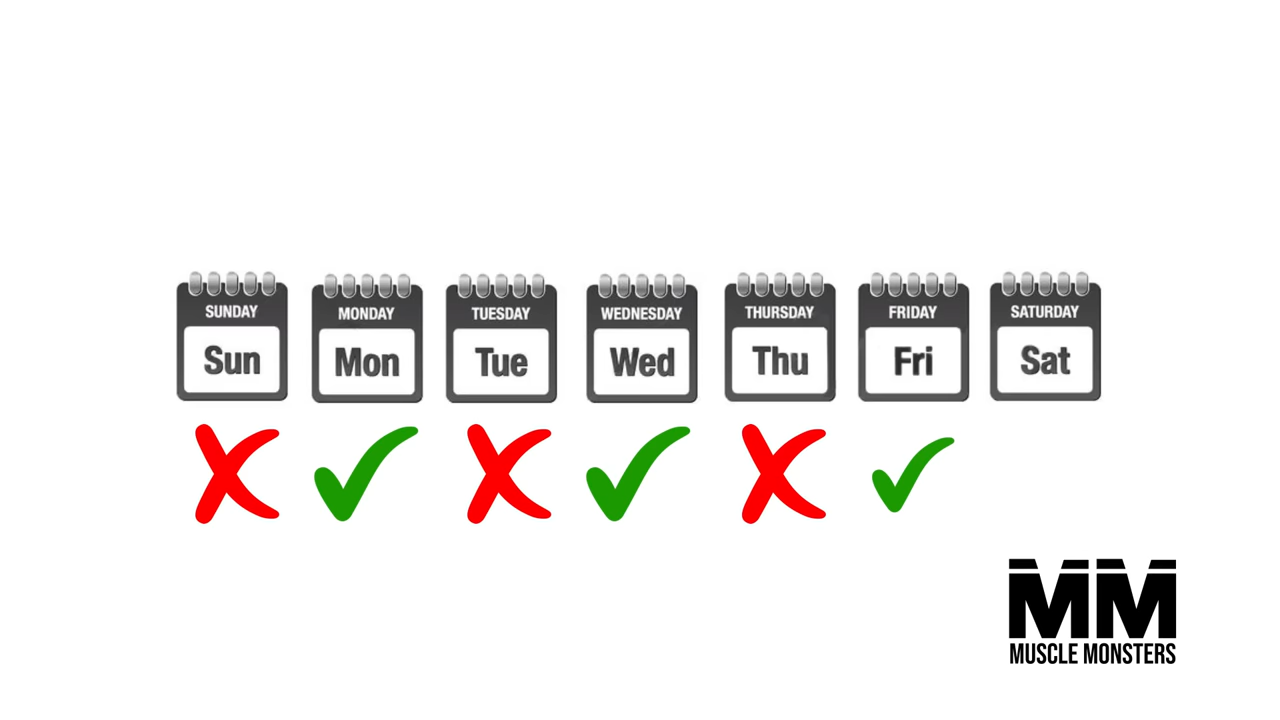 SUNDAY
Sun
MONDAY
Mon
TUESDAY
Tue
WEDNESDAY
Wed
THURSDAY
Thu
FRIDAY
Fri
SATURDAY
Sat
MM
MUSCLE MONSTERS